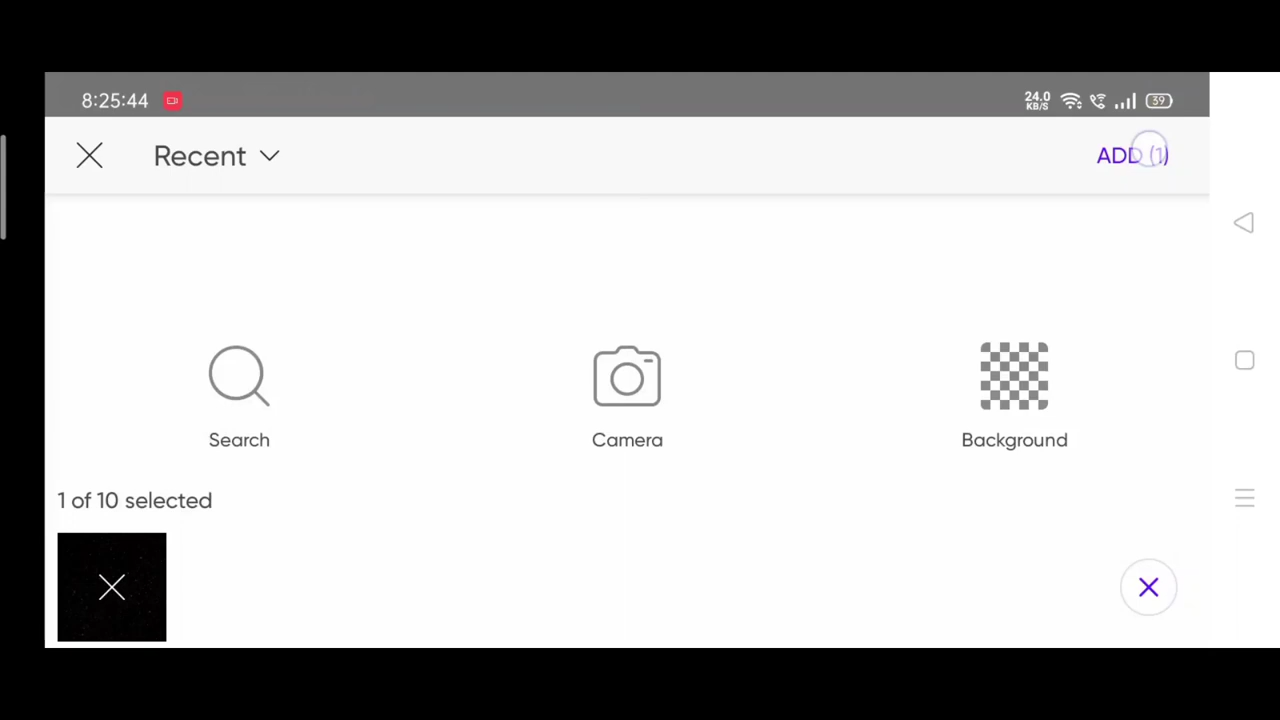 8:25:44
24.0
KB/S
39
Recent
ADD (1)
Search
Camera
Background
1 of 10 selected